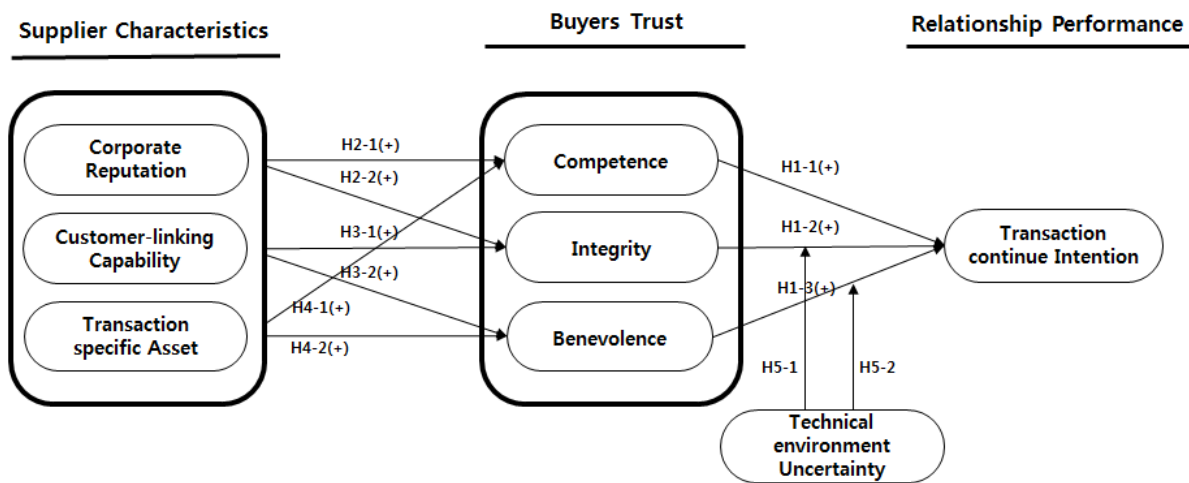 Supplier Characteristics
Buyers Trust
Relationship Performance
Corporate
Reputation
Customer-linking
Capability
Transaction
specific Asset
H2-1(+)
H2-2(+)
H3-1(+)
H3-2(+)
H4-1(+)
H4-2(+)
Competence
Integrity
Benevolence
H1-1(+)
H1-2(+)
H1-3(+)
H5-1
H5-2
Transaction
continue Intention
Technical
environment
Uncertainty